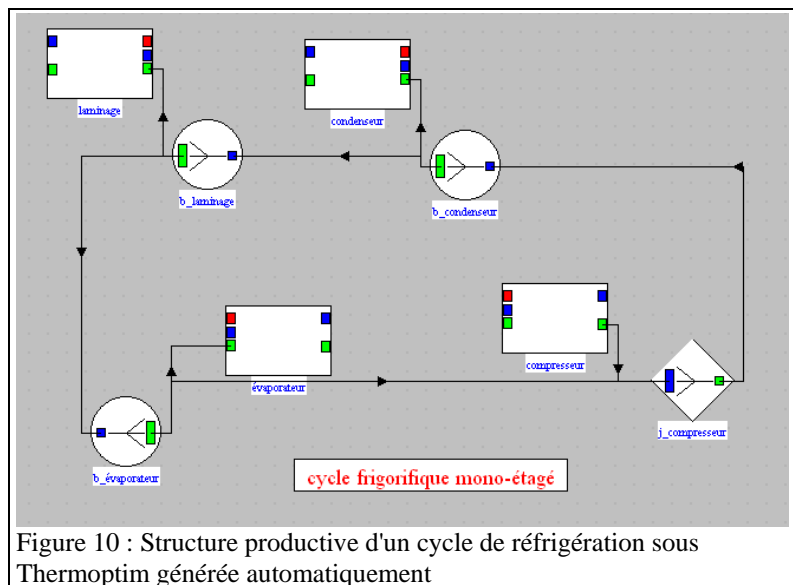 laminage
condenseur
b_laminage
b_condenseur
évaporateur
compresseur
j_compresseur
b_évaporateur
cycle frigorifique mono-étagé
Figure 10 : Structure productive d'un cycle de réfrigération sous
Thermoptim générée automatiquement